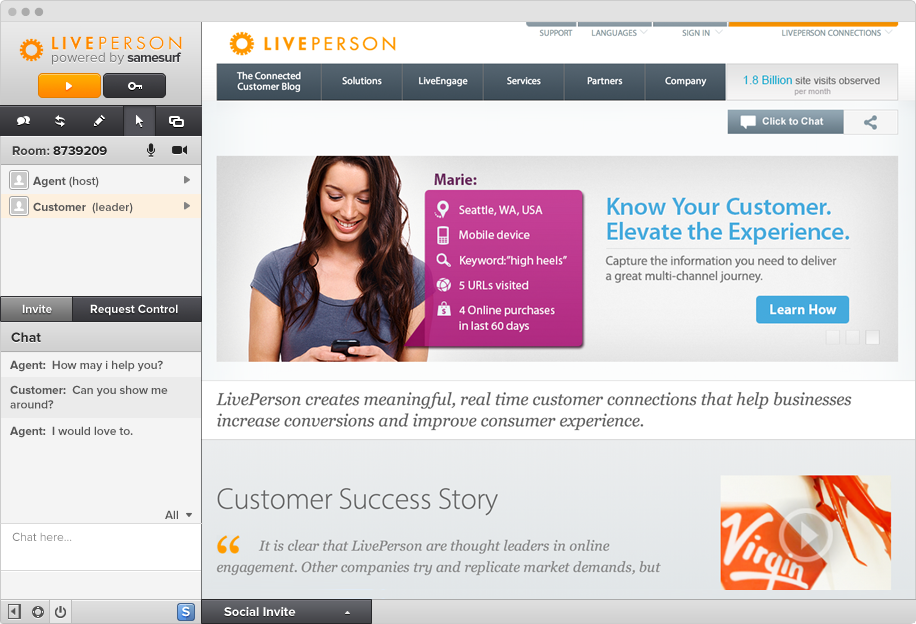 LIVEPERSON
powered by samesurf
Room: 8739209
Agent (host)
Customer (leader)
Invite
Request Control
Chat
Agent: How may i help you?
Customer: Can you show me
around?
Agent: I would love to.
All
Chat here...
S
LIVEPERSON
SUPPORT
LANGUAGES
SIGN IN
LIVEPERSON CONNECTIONS
The Connected
Customer Blog
Solutions
LiveEngage
Services
Partners
Company
1.8 Billion site visits observed
per month
Click to Chat
Marie:
Seattle, WA, USA
Mobile device
Keyword:"high heels"
5 URLs visited
4 Online purchases
in last 60 days
Know Your Customer.
Elevate the Experience.
Capture the information you need to deliver
a great multi-channel journey.
Learn How
LivePerson creates meaningful, real time customer connections that help businesses
increase conversions and improve consumer experience.
Customer Success Story
“ It is clear that LivePerson are thought leaders in online
engagement. Other companies try and replicate market demands, but
Virgin
Social Invite